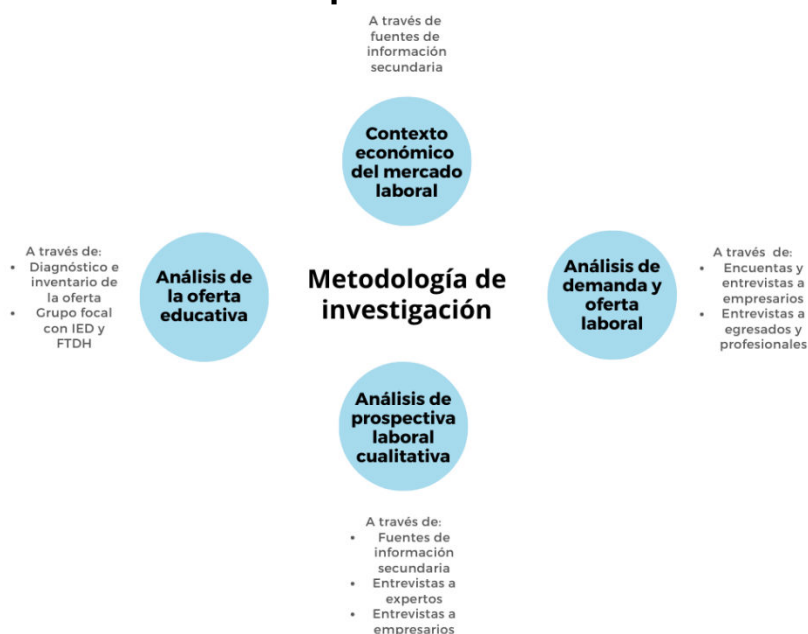 A través de
fuentes de
información
secundaria
Contexto
económico
del mercado
laboral
A través de:
• Diagnóstico e
inventario de
la oferta
• Grupo focal
con IED y
FTDH
Análisis de
la oferta
educativa
Metodología de
investigación
Análisis de
demanda y
oferta
laboral
A través de:
• Encuentas y
entrevistas a
empresarios
• Entrevistas a
egresados y
profesionales
Análisis de
prospectiva
laboral
cualitativa
A través de:
• Fuentes de
información
secundaria
• Entrevistas a
expertos
• Entrevistas a
empresarios